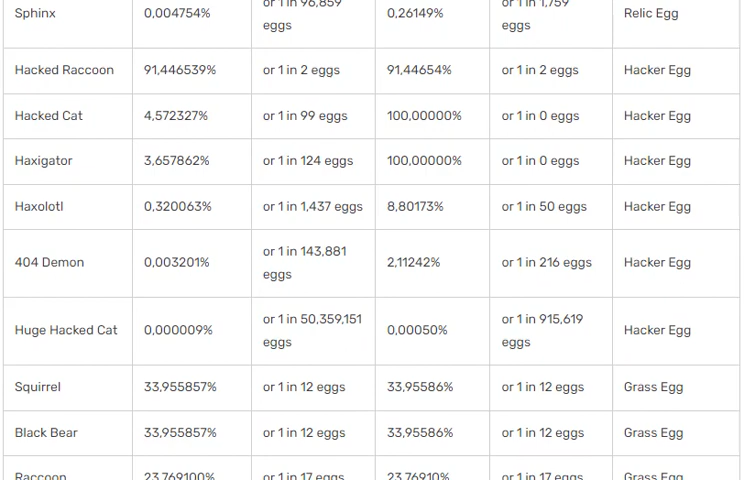 Sphinx 0,004754% or 1 in 96,859 eggs 0,26149% or 1 in 1,759 eggs Relic Egg
Hacked Raccoon 91,446539% or 1 in 2 eggs 91,44654% or 1 in 2 eggs Hacker Egg
Hacked Cat 4,572327% or 1 in 99 eggs 100,00000% or 1 in 0 eggs Hacker Egg
Haxigator 3,657862% or 1 in 124 eggs 100,00000% or 1 in 0 eggs Hacker Egg
Haxolotl 0,320063% or 1 in 1,437 eggs 8,80173% or 1 in 50 eggs Hacker Egg
404 Demon 0,003201% or 1 in 143,881 eggs 2,11242% or 1 in 216 eggs Hacker Egg
Huge Hacked Cat 0,000009% or 1 in 50,359,151 eggs 0,00050% or 1 in 915,619 eggs Hacker Egg
Squirrel 33,955857% or 1 in 12 eggs 33,95586% or 1 in 12 eggs Grass Egg
Black Bear 33,955857% or 1 in 12 eggs 33,95586% or 1 in 12 eggs Grass Egg
Raccoon 23,769100% or 1 in 17 eggs 23,76910% or 1 in 17 eggs Grass Egg